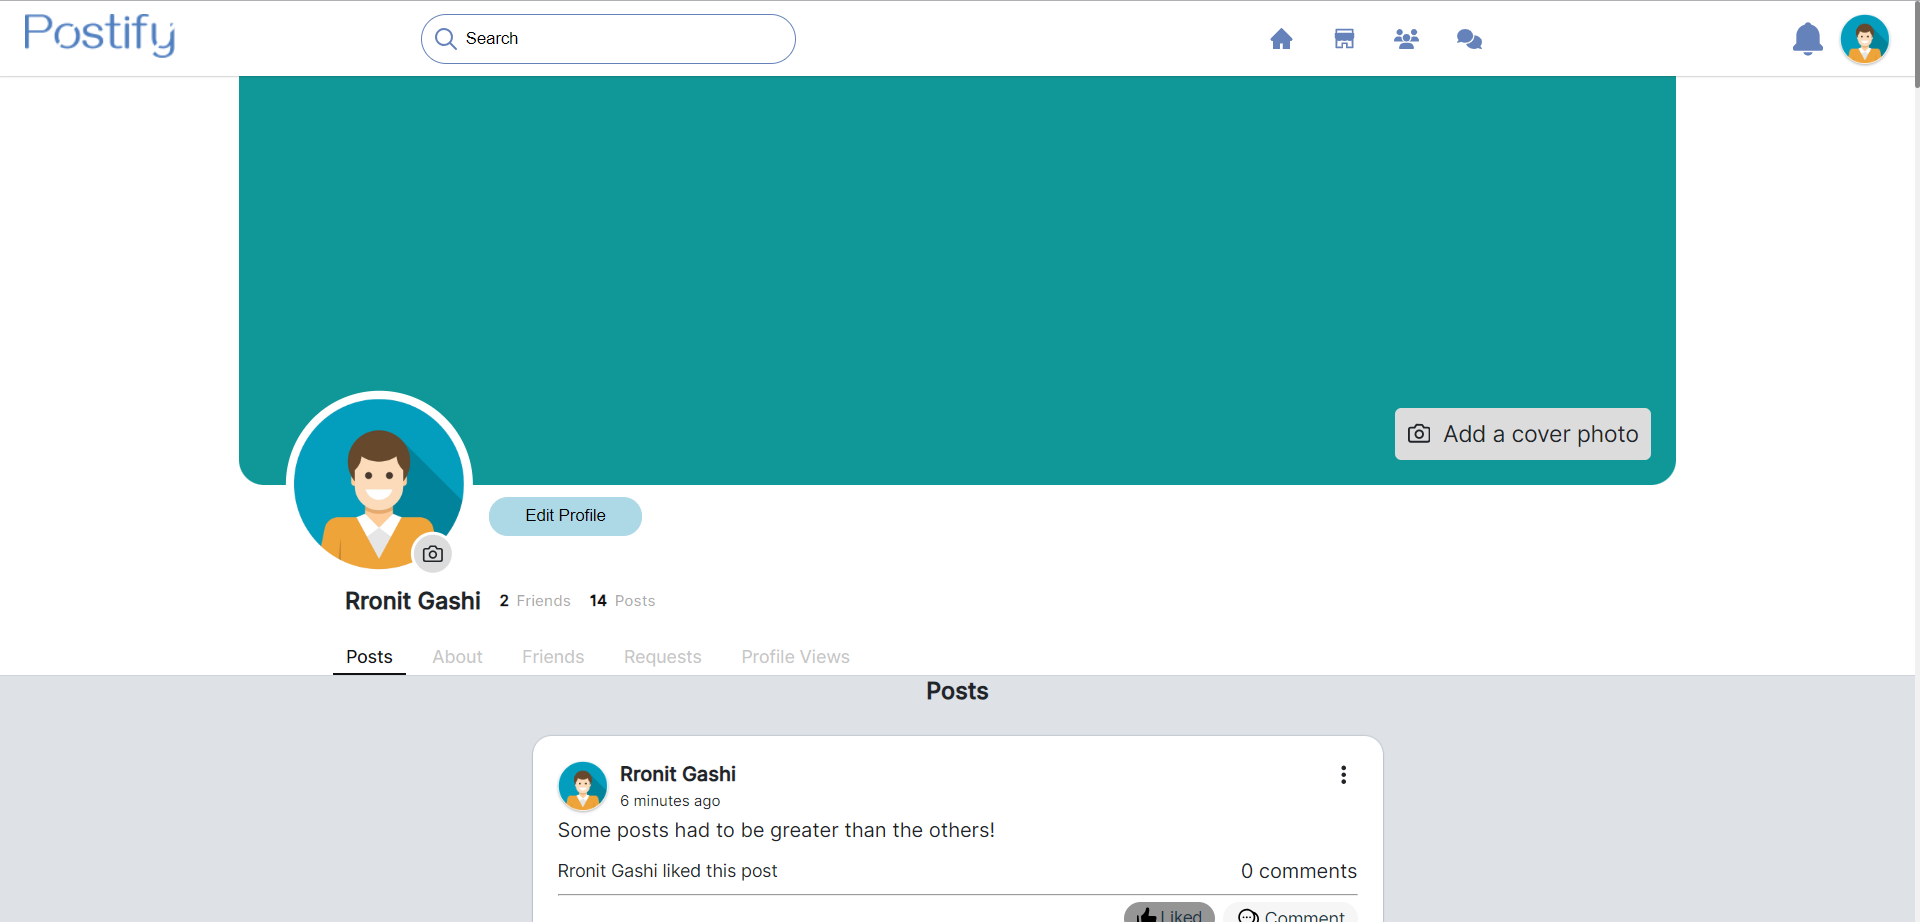 Postify
Search
Add a cover photo
Edit Profile
Rronit Gashi 2 Friends 14 Posts
Posts About Friends Requests Profile Views
Posts
Rronit Gashi
6 minutes ago
Some posts had to be greater than the others!
Rronit Gashi liked this post 0 comments
Liked Comment